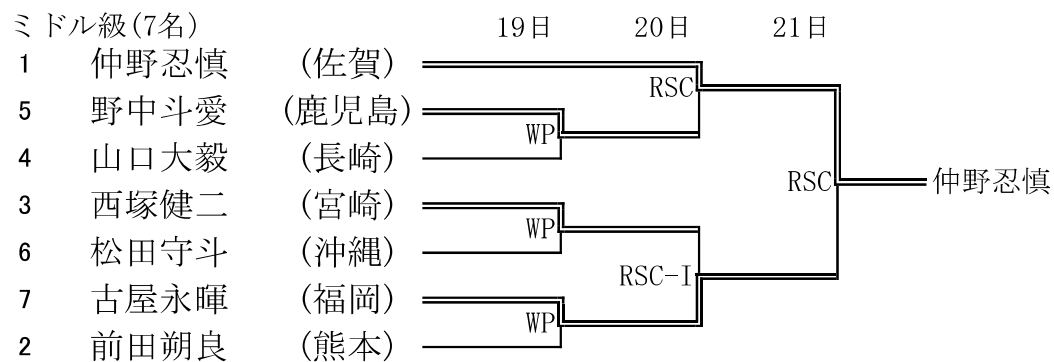 ミドル級(7名) 19日 20日 21日
1 仲野忍慎 (佐賀)
RSC
5 野中斗愛 (鹿児島)
WP
4 山口大毅 (長崎)
RSC 仲野忍慎
3 西塚健二 (宮崎)
WP
6 松田守斗 (沖縄)
RSC-I
7 古屋永暉 (福岡)
WP
2 前田朔良 (熊本)